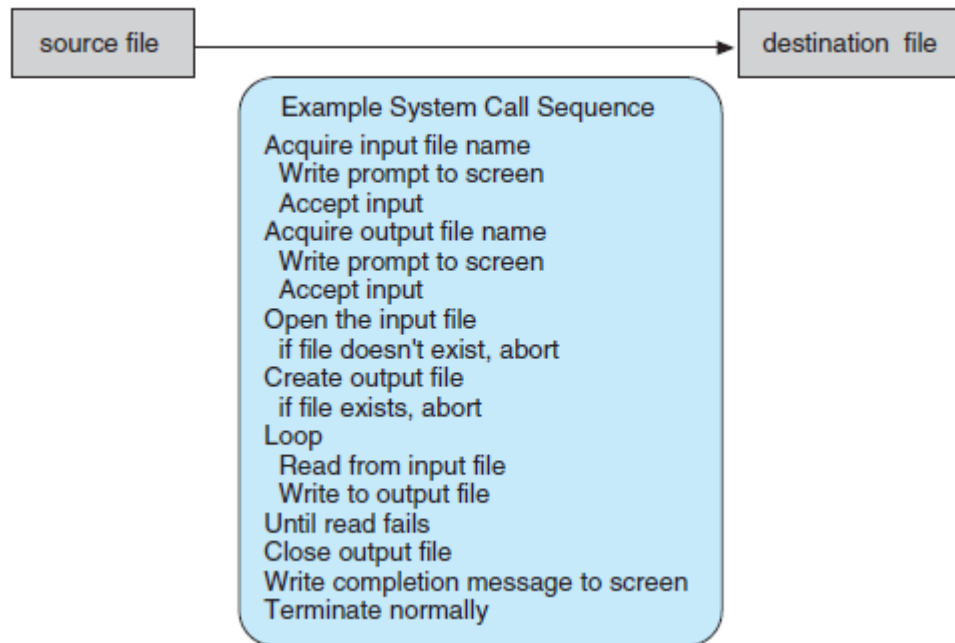 source file
destination file
Example System Call Sequence
Acquire input file name
Write prompt to screen
Accept input
Acquire output file name
Write prompt to screen
Accept input
Open the input file
if file doesn't exist, abort
Create output file
if file exists, abort
Loop
Read from input file
Write to output file
Until read fails
Close output file
Write completion message to screen
Terminate normally